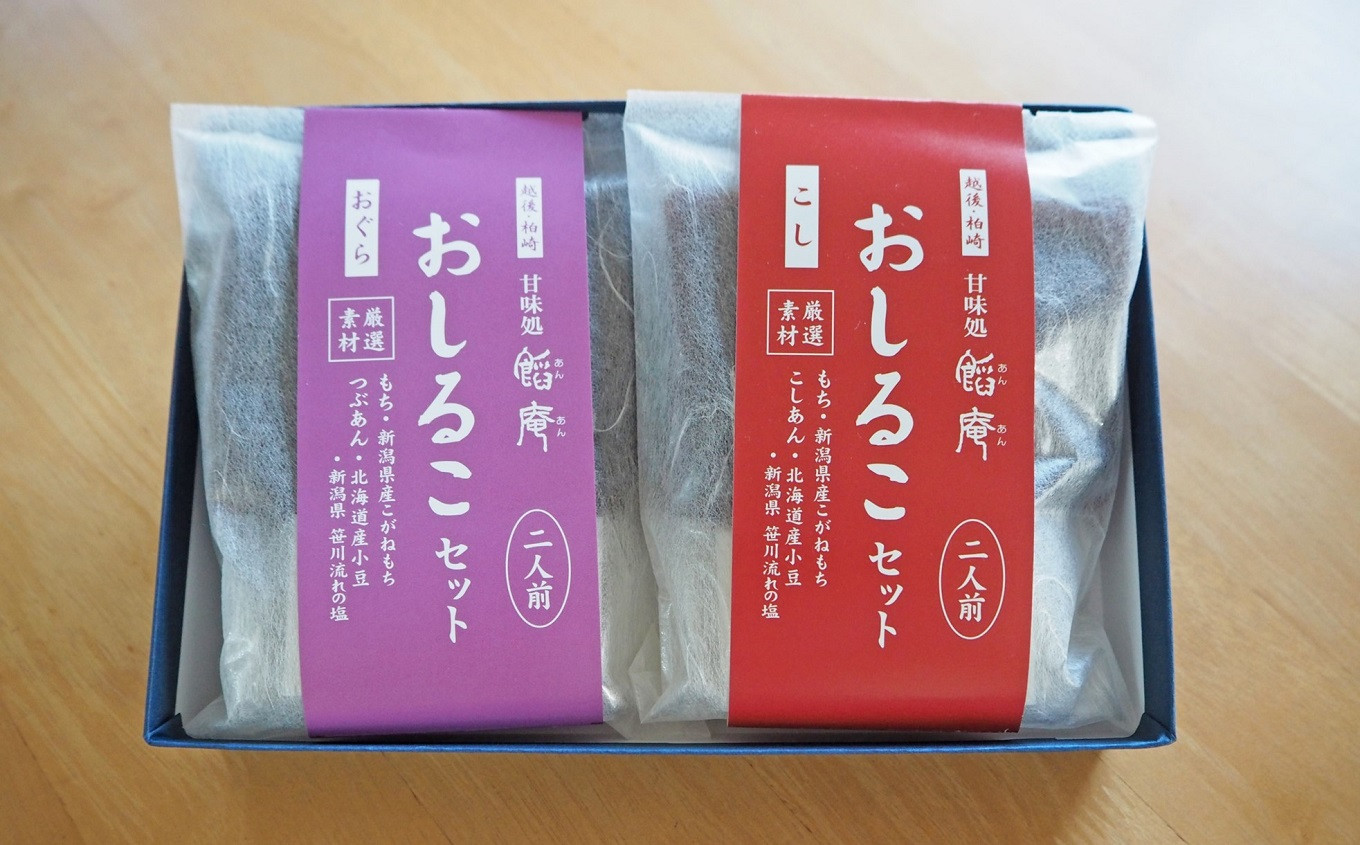 越後・柏崎
甘味処
餡庵
あん
あん
二人前
おしるこセット
おぐら
厳選
素材
もち・新潟県産こがねもち
つぶあん・北海道産小豆
・新潟県 笹川流れの塩
越後・柏崎
甘味処
餡庵
あん
あん
二人前
おしるこセット
こし
厳選
素材
もち・新潟県産こがねもち
こしあん・北海道産小豆
・新潟県 笹川流れの塩